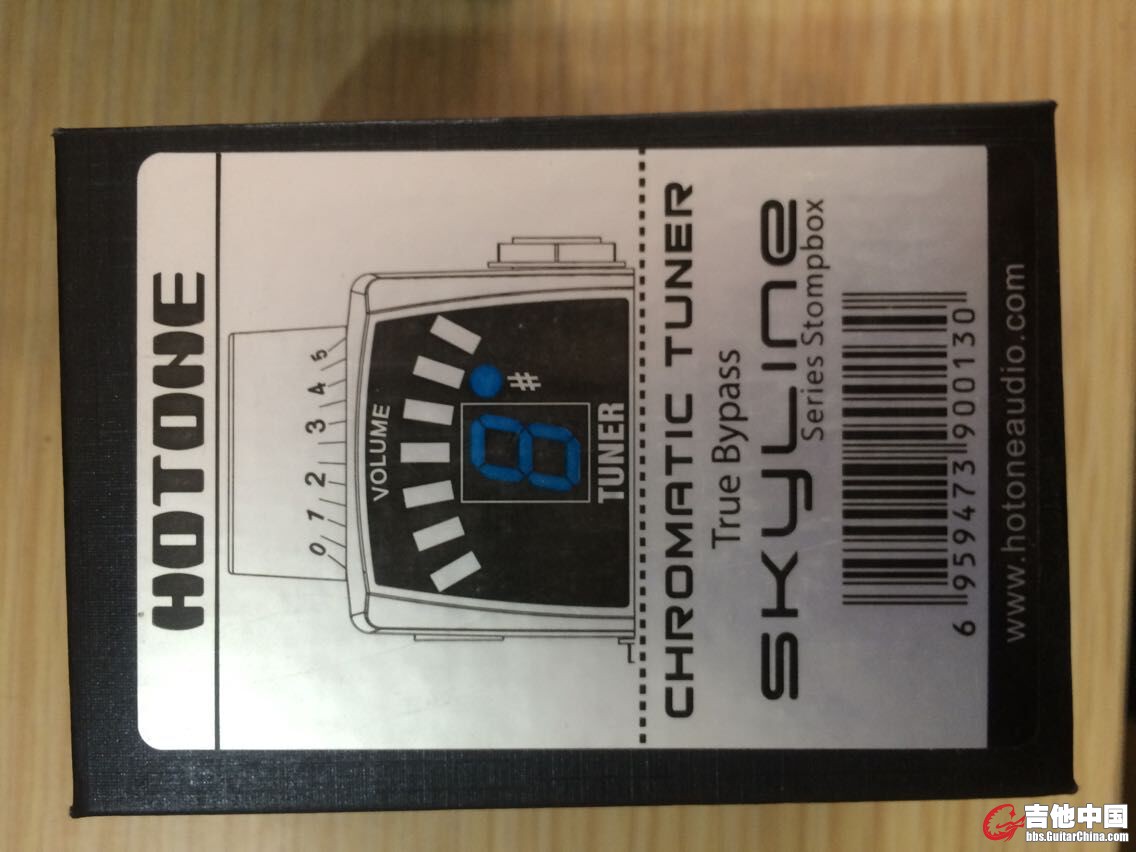 HOTONE
0 1 2 3 4 5
VOLUME
8 #
TUNER
CHROMATIC TUNER
True Bypass
SKYLINE
Series Stompbox
6 959473 900130
www.hotoneaudio.com
吉他中国
bbs.GuitarChina.com